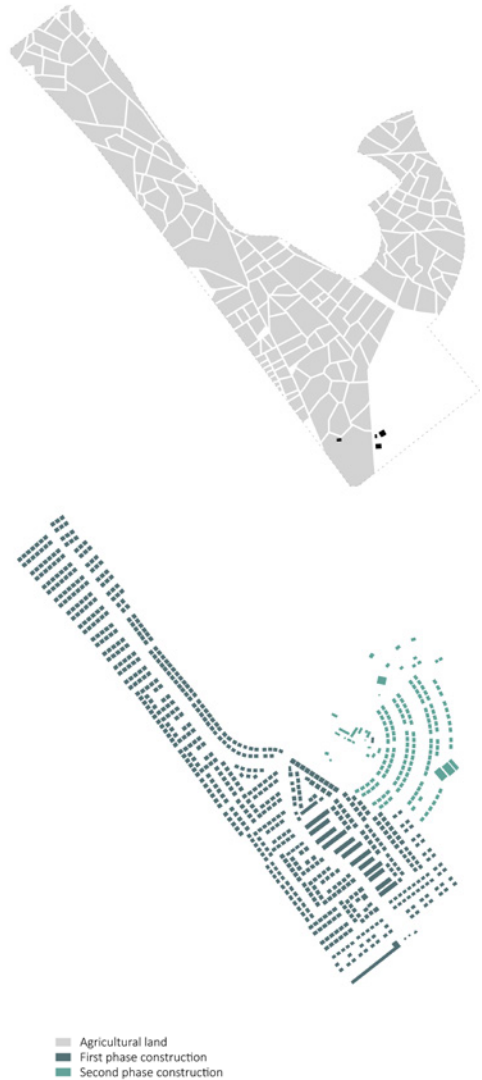 Agricultural land
First phase construction
Second phase construction